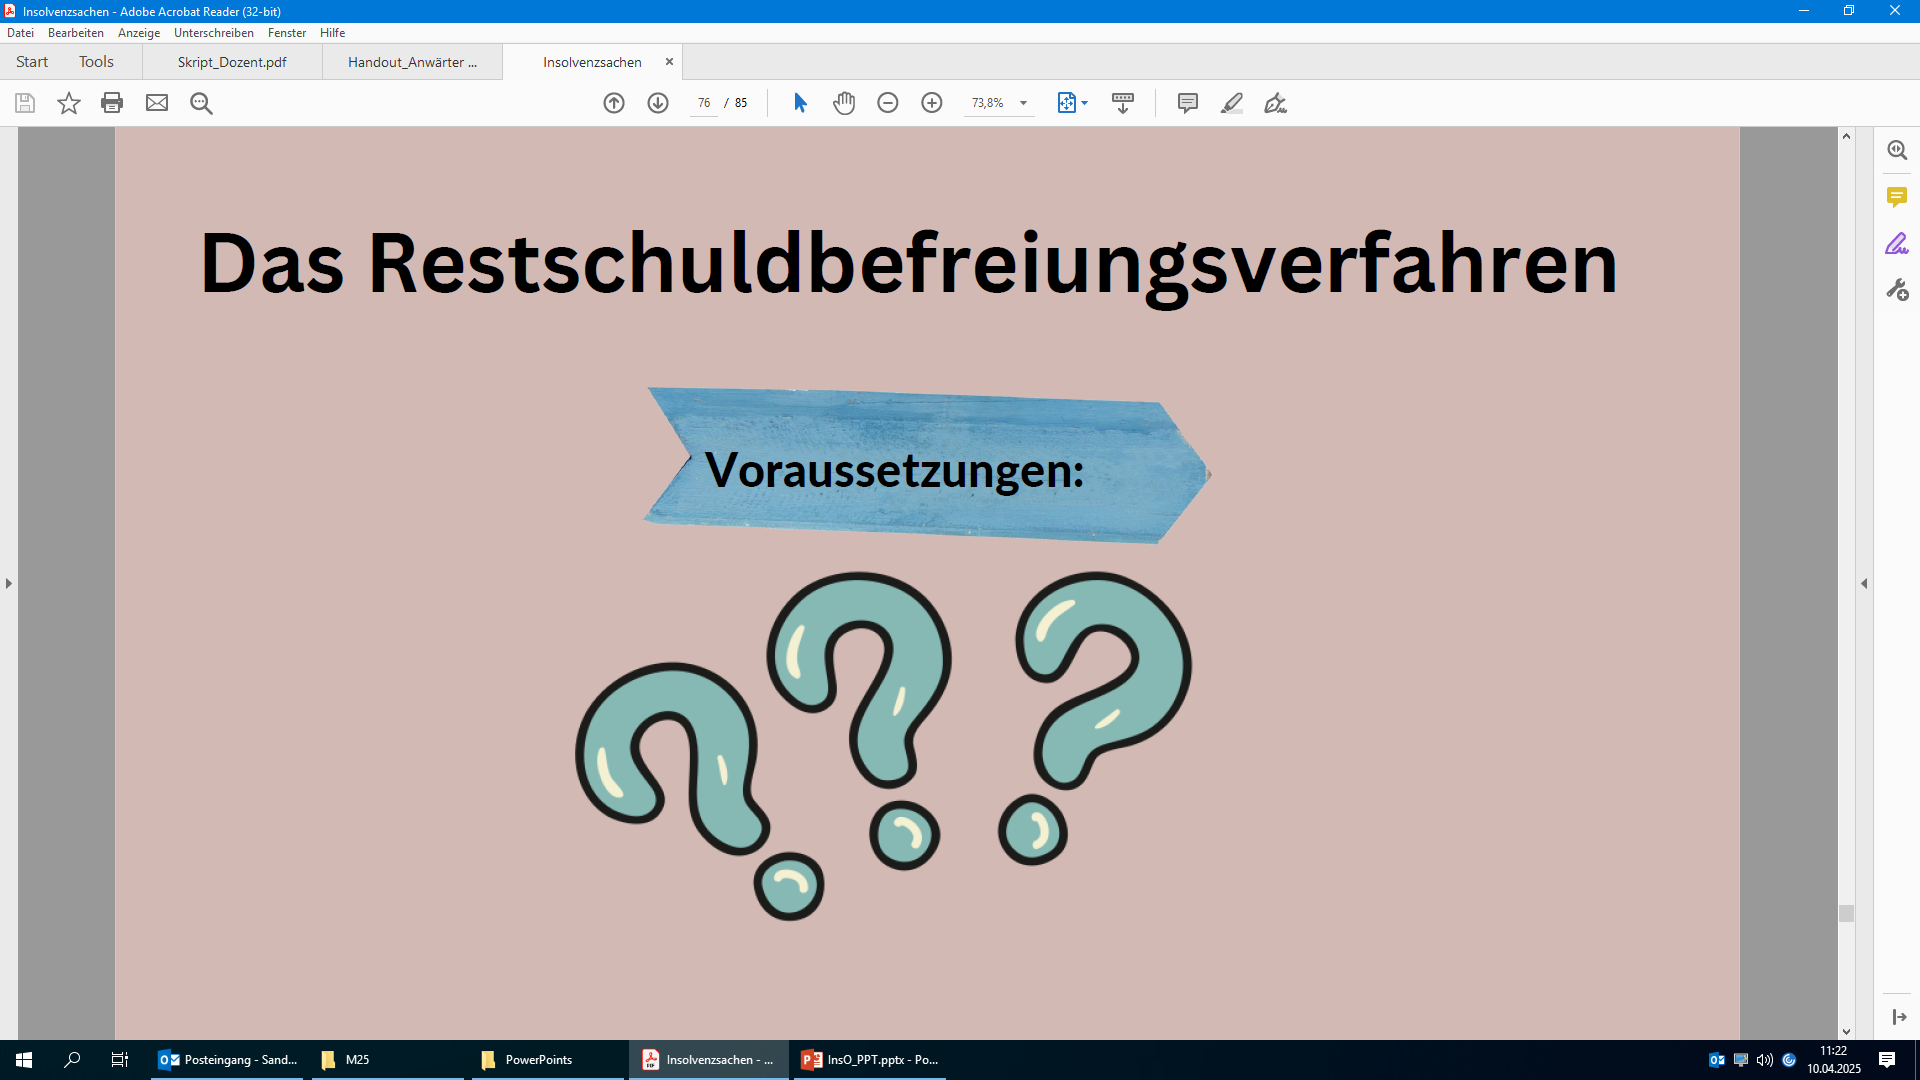 Insolvenzsachen - Adobe Acrobat Reader (32-bit)
Datei Bearbeiten Anzeige Unterschreiben Fenster Hilfe
Start Tools Skript_Dozent.pdf Handout_Anwärter ... Insolvenzsachen ×
76 / 85 73,8%
Das Restschuldbefreiungsverfahren
Voraussetzungen:
???
Posteingang - Sand... M25 PowerPoints Insolvenzsachen - ... InsO_PPT.pptx - Po...
11:22
10.04.2025